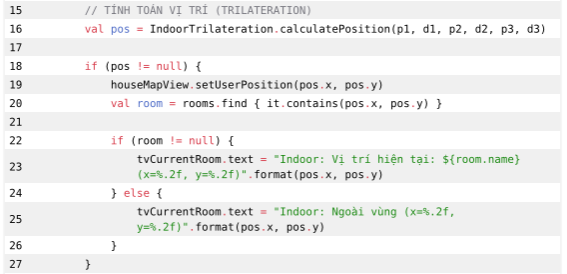 15 // TÍNH TOÁN VỊ TRÍ (TRILATERATION)
16 val pos = IndoorTrilateration.calculatePosition(p1, d1, p2, d2, p3, d3)
17
18 if (pos != null) {
19 houseMapView.setUserPosition(pos.x, pos.y)
20 val room = rooms.find { it.contains(pos.x, pos.y) }
21
22 if (room != null) {
23 tvCurrentRoom.text = "Indoor: Vị trí hiện tại: ${room.name}
(x=%.2f, y=%.2f)".format(pos.x, pos.y)
24 } else {
25 tvCurrentRoom.text = "Indoor: Ngoài vùng (x=%.2f,
y=%.2f)".format(pos.x, pos.y)
26 }
27 }